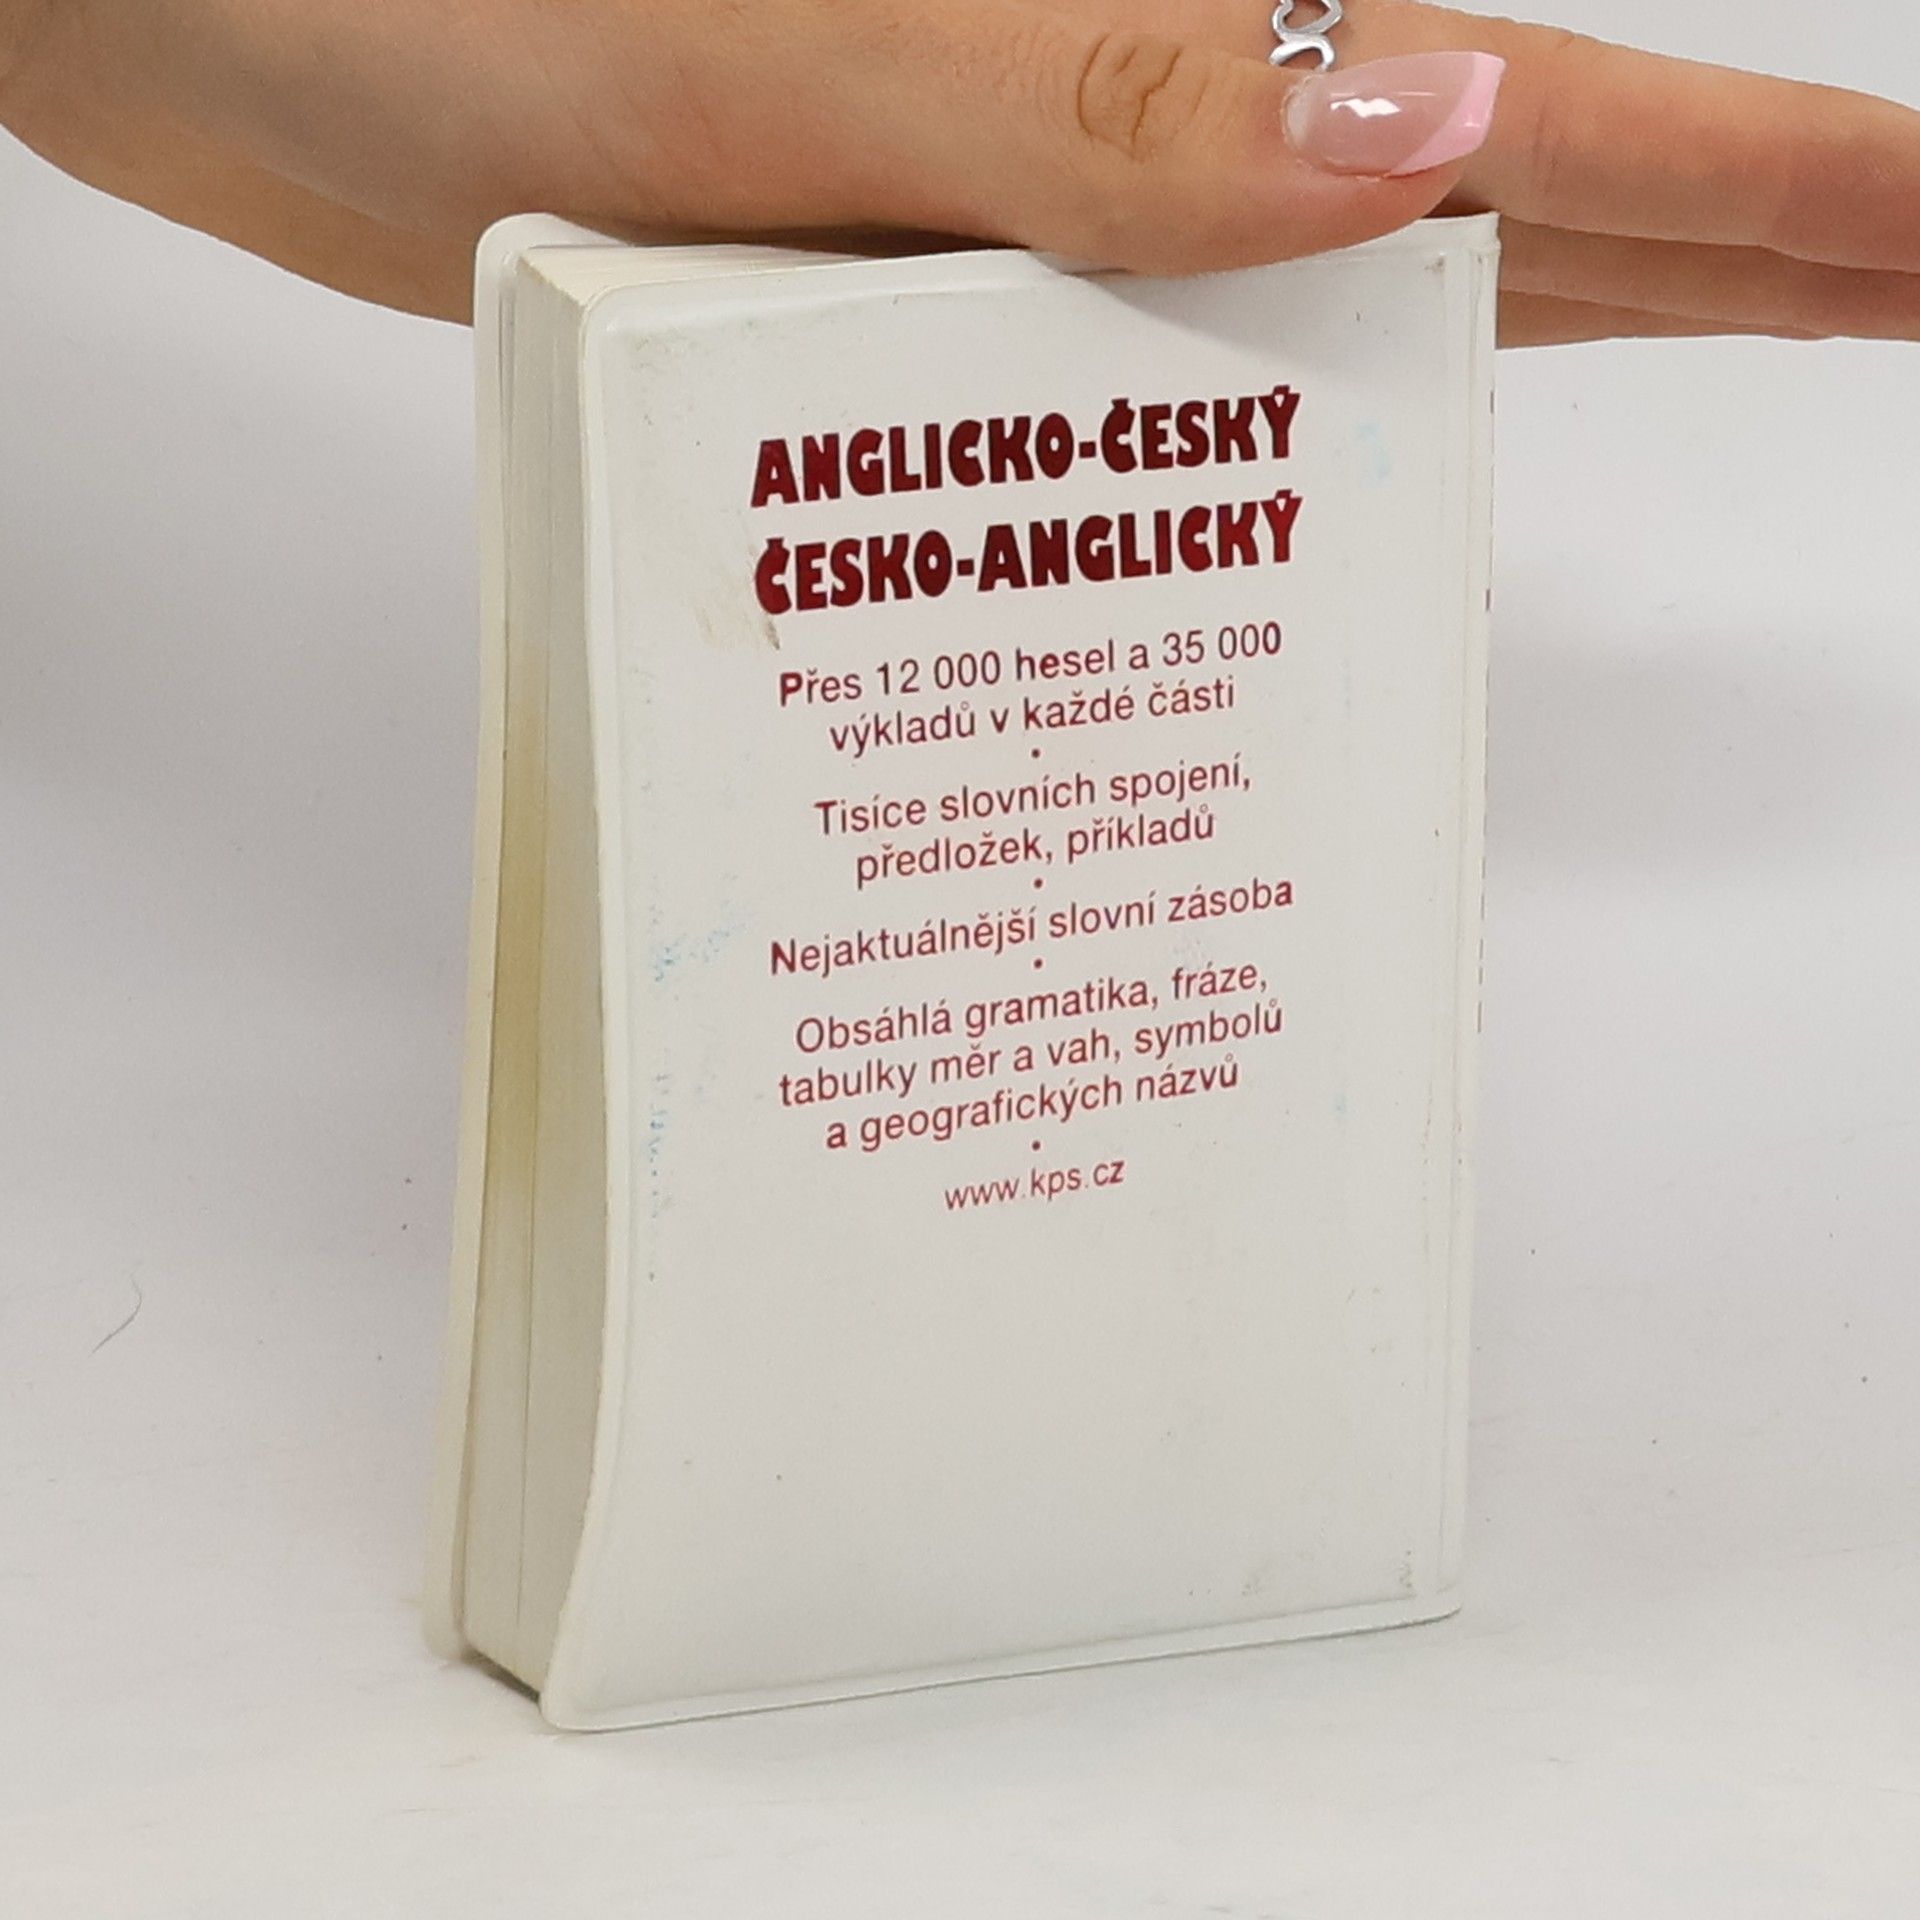 ANGLICKO-ČESKÝ
ČESKO-ANGLICKÝ
Přes 12 000 hesel a 35 000
výkladů v každé části
•
Tisíce slovních spojení,
předložek, příkladů
•
Nejaktuálnější slovní zásoba
•
Obsáhlá gramatika, fráze,
tabulky měr a vah, symbolů
a geografických názvů
•
www.kps.cz